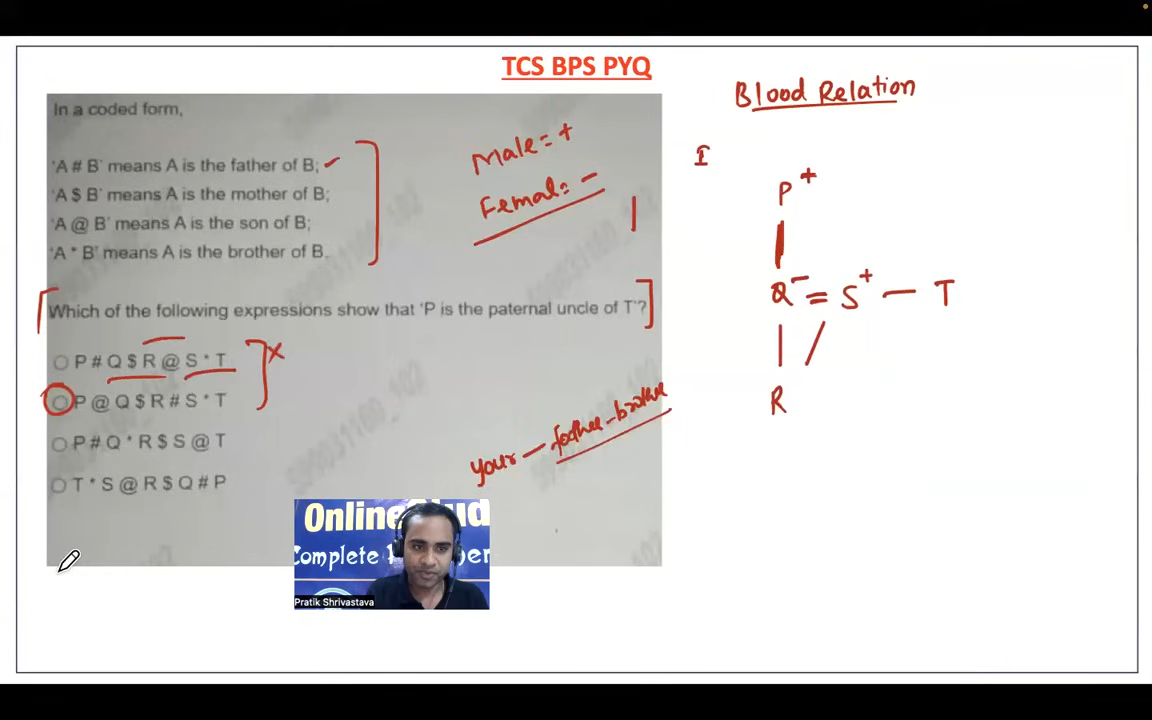 TCS BPS PYQ
Blood Relation
In a coded form,
'A # B' means A is the father of B;
'A $ B' means A is the mother of B;
'A @ B' means A is the son of B;
'A * B' means A is the brother of B.
Male = +
Female = −
Which of the following expressions show that 'P is the paternal uncle of T'?
P # Q $ R @ S * T
P @ Q $ R # S * T
P # Q * R $ S @ T
T * S @ R $ Q # P
your — father - brother
I
P +
Q − = S + — T
R
OnlineStud
Complete
Pratik Shrivastava